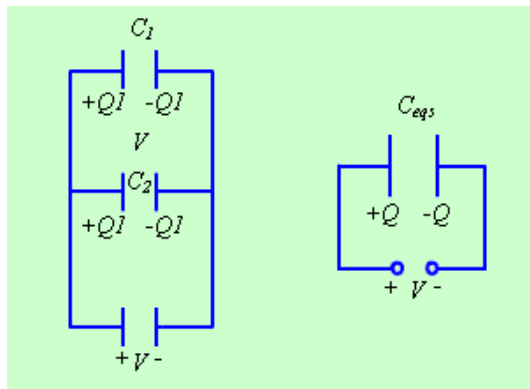 C1
+Q1 -Q1
V
C2
+Q1 -Q1
+ V -
Ceqs
+Q -Q
+ V -